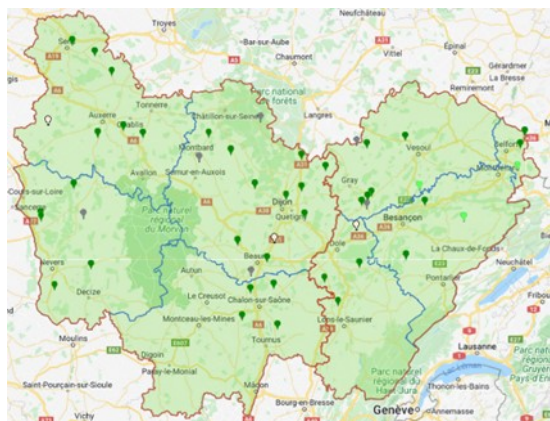 Neufchâteau
Troyes
Bar-sur-Aube
Vittel
Épinal
Chaumont
Gérardmer
La Bresse
Remiremont
Parc national
de forêts
Langres
Tonnerre
Auxerre
Chablis
Châtillon-sur-Seine
Montbard
Semur-en-Auxois
Avallon
Vesoul
Belfort
Gray
Cours-sur-Loire
Sancerre
Parc naturel
régional
du Morvan
Dijon
Quetigny
Besançon
Dole
La Chaux-de-Fonds
Neuchâtel
Nevers
Beaune
Autun
Pontarlier
Decize
Le Creusot
Chalon-sur-Saône
Montceau-les-Mines
Lons-le-Saunier
Lausanne
Moulins
Tournus
Digoin
Paray-le-Monial
Saint-Pourçain-sur-Sioule
Mâcon
Parc naturel
régional du
Haut-Jura
Thonon-les-Bains
Vichy
Bourg-en-Bresse
Genève
Annemasse